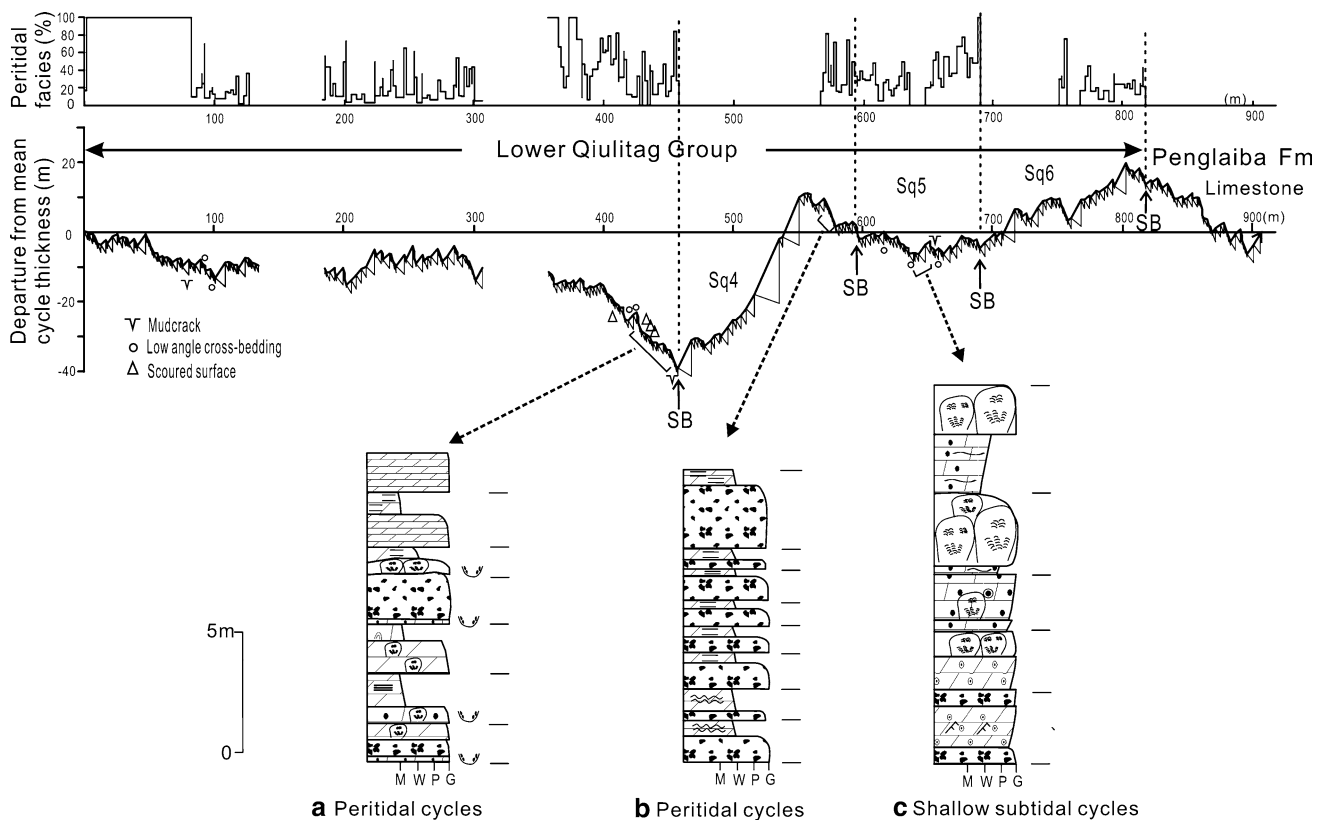 Peritidal
facies (%)
100
80
60
40
20
0
100 200 300 400 500 600 700 800 900
(m)
Lower Qiulitag Group
Penglaiba Fm
Limestone
Departure from mean
cycle thickness (m)
20
0
-20
-40
100 200 300 400 500 600 700 800 900(m)
Sq4
Sq5
Sq6
SB
SB
SB
SB
Mudcrack
Low angle cross-bedding
Scoured surface
5m
0
M W P G
M W P G
M W P G
a Peritidal cycles
b Peritidal cycles
c Shallow subtidal cycles